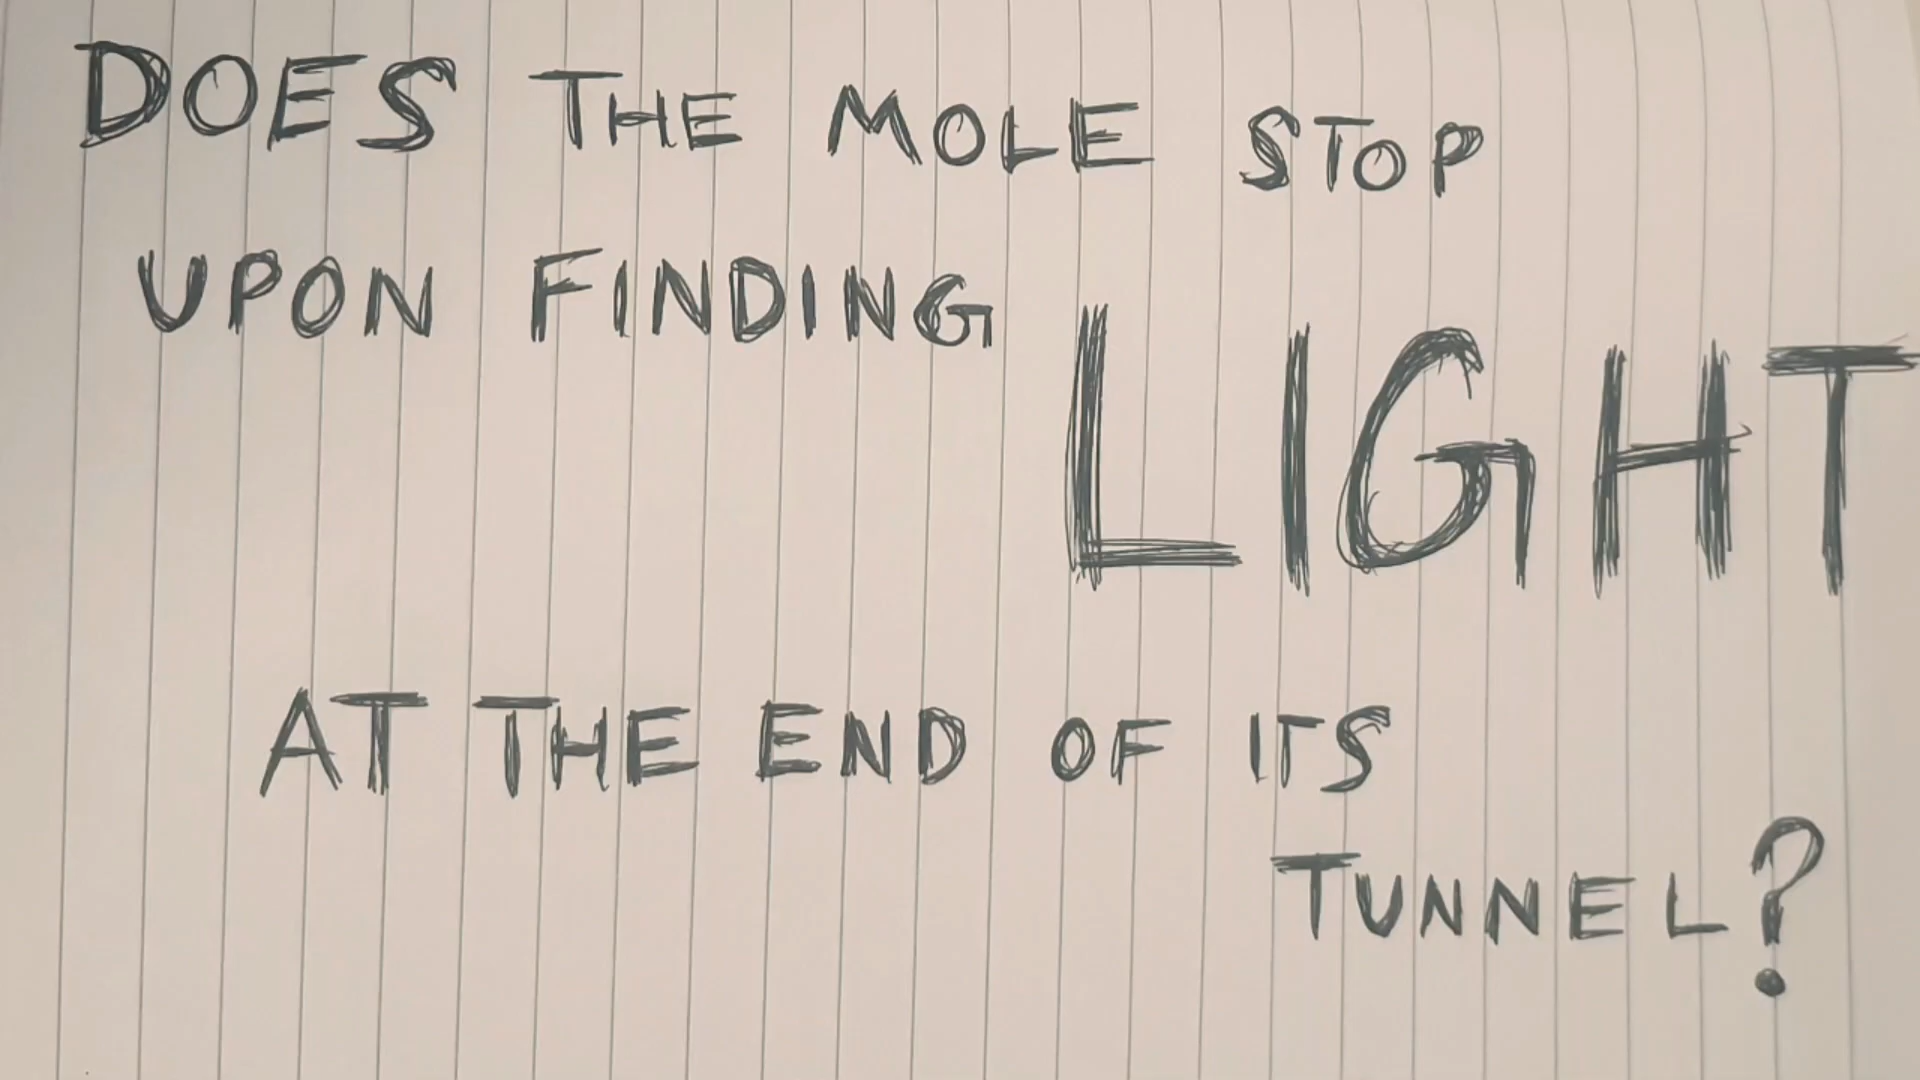 DOES THE MOLE STOP
UPON FINDING LIGHT
AT THE END OF ITS
TUNNEL?